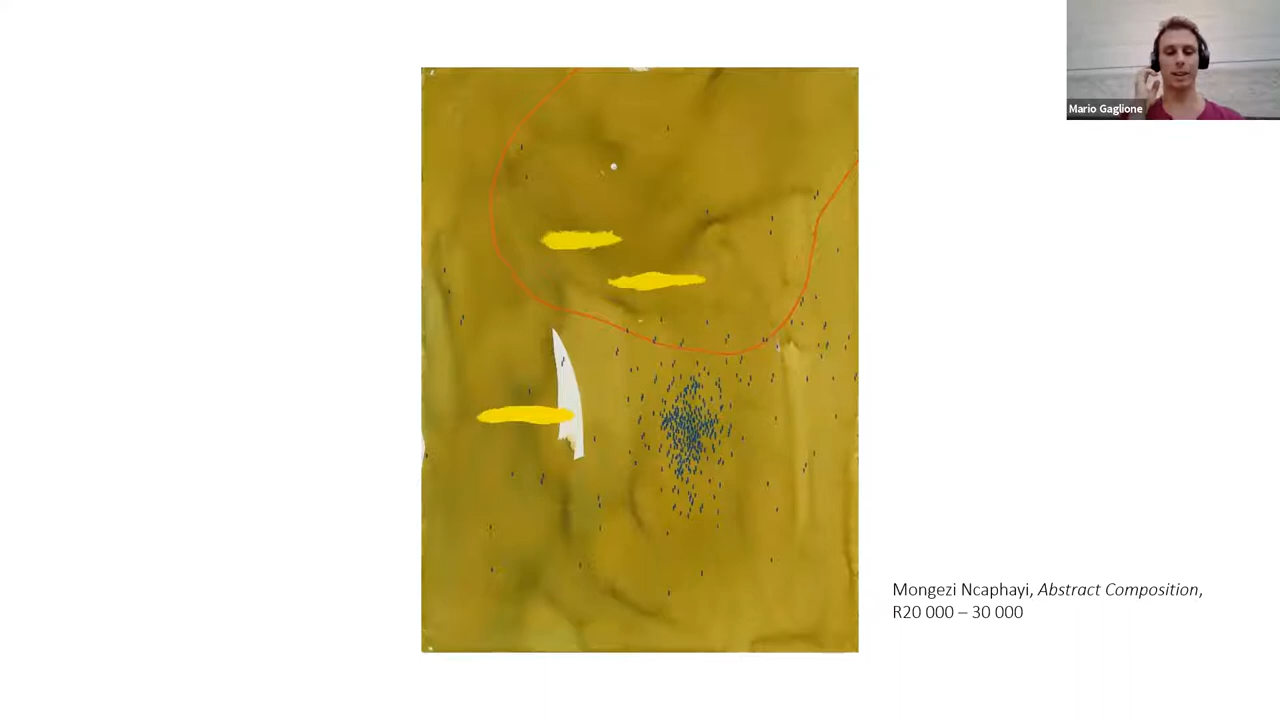 Mario Gaglione
Mongezi Ncaphayi, Abstract Composition,
R20 000 – 30 000